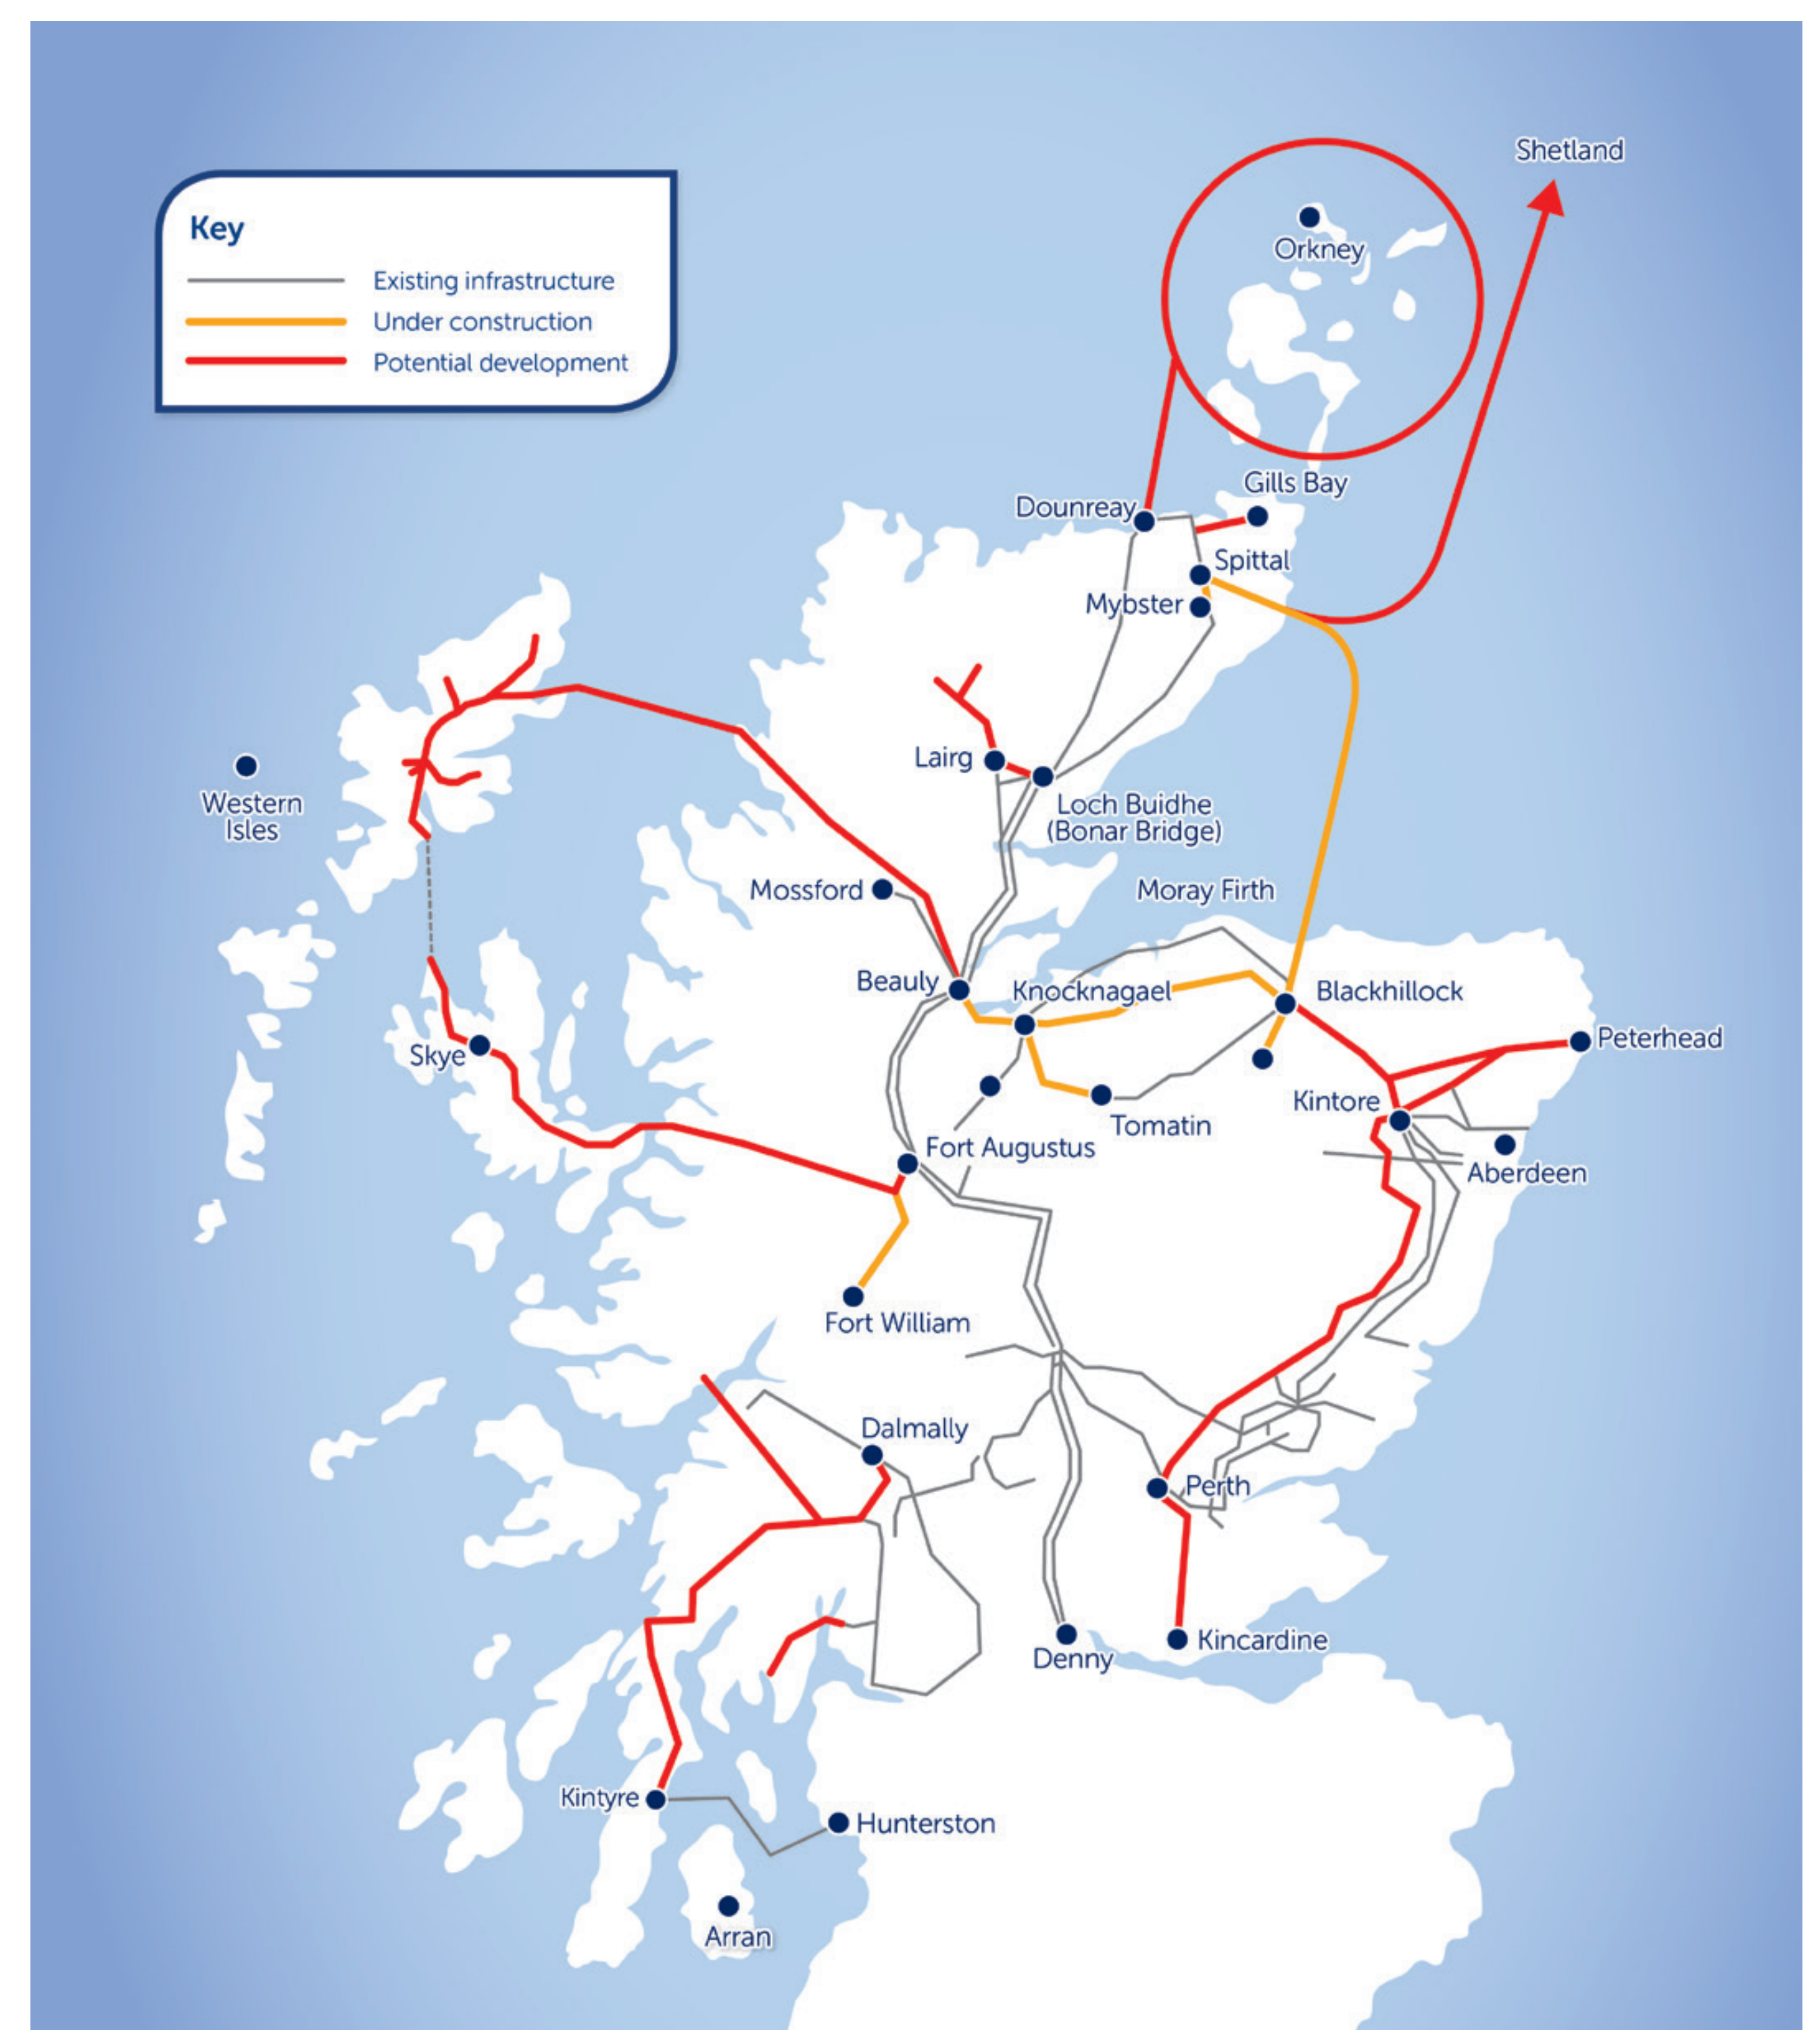 Shetland
Key
Existing infrastructure
Under construction
Potential development
Orkney
Gills Bay
Dounreay
Spittal
Mybster
Lairg
Western
Isles
Loch Buidhe
(Bonar Bridge)
Mossford
Moray Firth
Beauly
Knocknagael
Blackhillock
Peterhead
Skye
Kintore
Tomatin
Fort Augustus
Aberdeen
Fort William
Dalmally
Perth
Kincardine
Denny
Kintyre
Hunterston
Arran